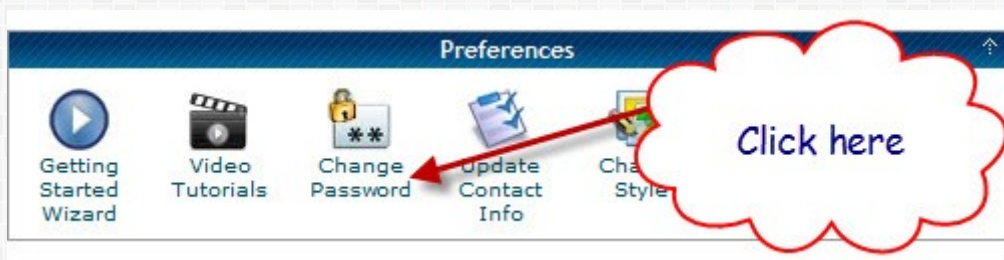 Preferences
Getting
Started
Wizard
Video
Tutorials
**
Change
Password
Update
Contact
Info
Style
Click here